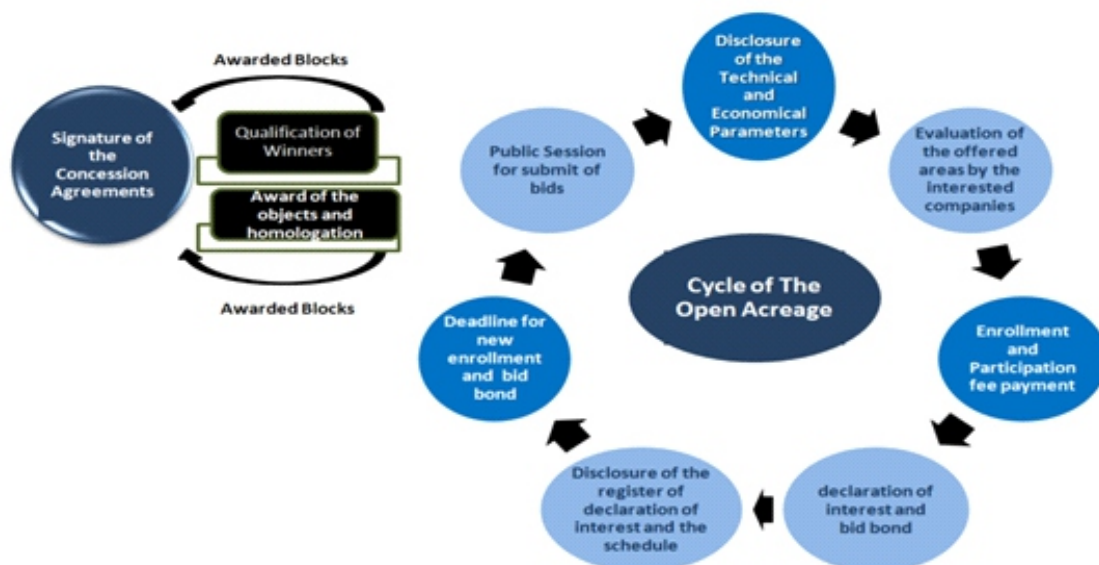 Awarded Blocks
Signature of
the
Concession
Agreements
Qualification of
Winners
Award of the
objects and
homologation
Awarded Blocks
Disclosure
of the
Technical
and
Economical
Parameters
Evaluation of
the offered
areas by the
interested
companies
Enrollment
and
Participation
fee payment
declaration of
interest and
bid bond
Disclosure of the
register of
declaration of
interest and the
schedule
Deadline for
new
enrollment
and bid
bond
Public Session
for submit of
bids
Cycle of The
Open Acreage